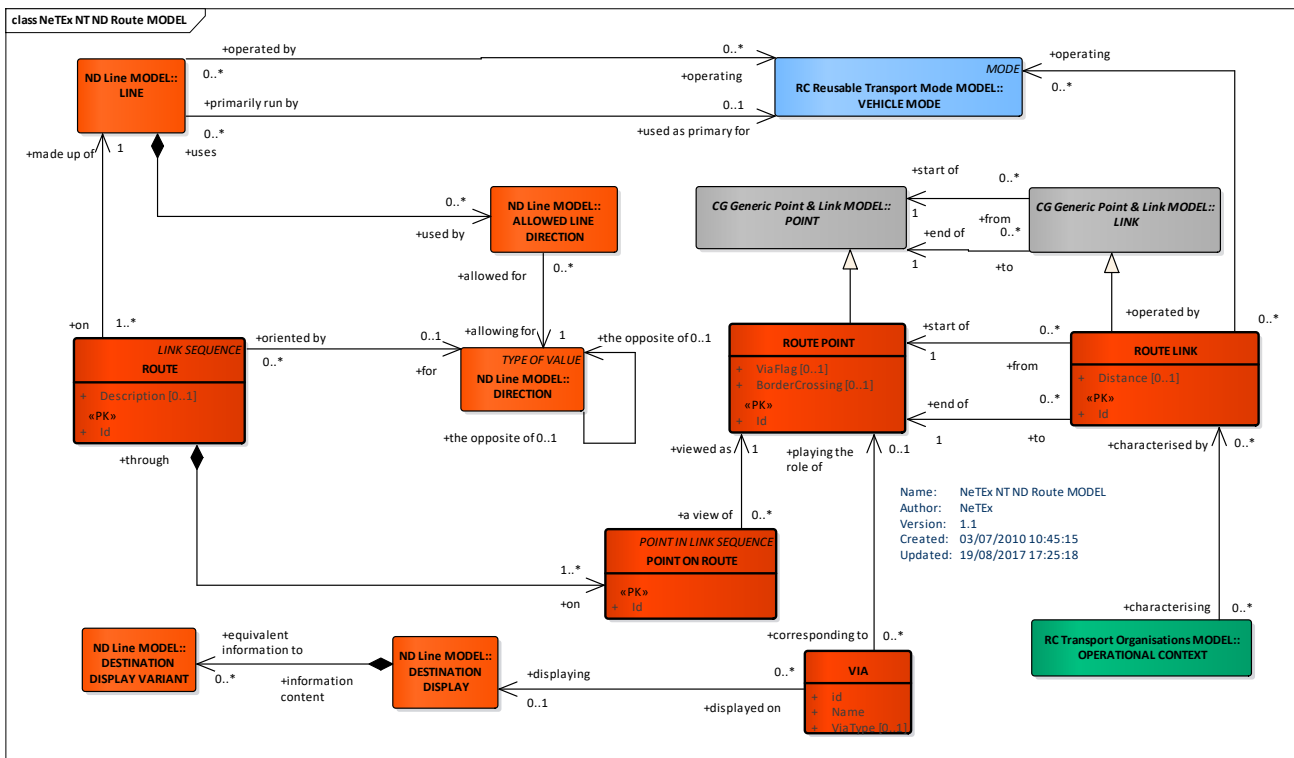 class NeTEx NT ND Route MODEL
+operated by
0..*
0..*
+operating
+operating
0..*
ND Line MODEL::
LINE
MODE
RC Reusable Transport Mode MODEL::
VEHICLE MODE
+primarily run by
0..1
0..*
+used as primary for
+made up of
1
+uses
+start of
0..*
ND Line MODEL::
ALLOWED LINE
DIRECTION
0..*
+used by
CG Generic Point & Link MODEL::
POINT
1
+from
0..*
+end of
1
+to
CG Generic Point & Link MODEL::
LINK
+allowed for
0..*
+operated by
0..*
+on
1..*
+oriented by
0..*
0..1
+for
+allowing for
1
+the opposite of 0..1
+the opposite of 0..1
LINK SEQUENCE
ROUTE
+ Description [0..1]
«PK»
+ Id
TYPE OF VALUE
ND Line MODEL::
DIRECTION
ROUTE POINT
+ ViaFlag [0..1]
+ BorderCrossing [0..1]
«PK»
+ Id
+start of
0..*
1
+from
+end of
0..*
1
+to
ROUTE LINK
+ Distance [0..1]
«PK»
+ Id
+through
+viewed as
1
+playing the
role of
0..1
+characterised by
0..*
Name: NeTEx NT ND Route MODEL
Author: NeTEx
Version: 1.1
Created: 03/07/2010 10:45:15
Updated: 19/08/2017 17:25:18
+a view of
0..*
POINT IN LINK SEQUENCE
POINT ON ROUTE
«PK»
+ Id
1..*
+on
+characterising
0..*
RC Transport Organisations MODEL::
OPERATIONAL CONTEXT
+corresponding to
0..*
ND Line MODEL::
DESTINATION
DISPLAY VARIANT
+equivalent
information to
0..*
+information
content
ND Line MODEL::
DESTINATION
DISPLAY
+displaying
0..*
0..1
+displayed on
VIA
+ id
+ Name
+ ViaType [0..1]